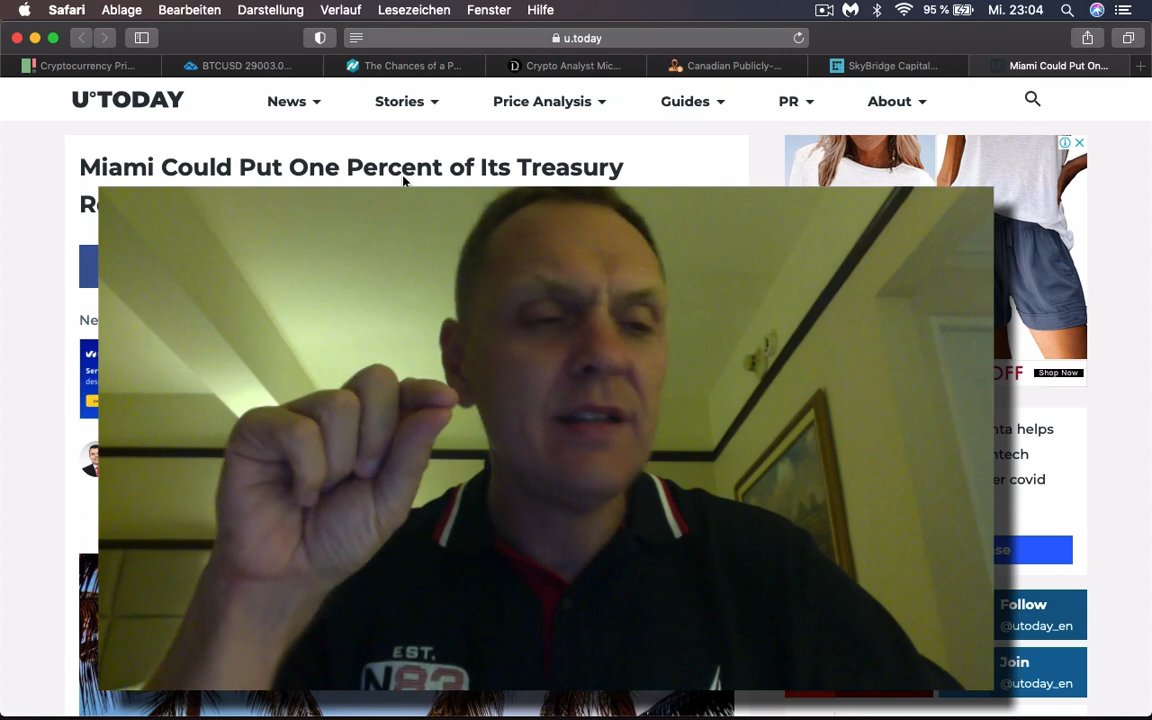 Safari Ablage Bearbeiten Darstellung Verlauf Lesezeichen Fenster Hilfe 95 % Mi. 23:04
u.today
Cryptocurrency Pri... BTCUSD 29003.0... The Chances of a P... Crypto Analyst Mic... Canadian Publicly-... SkyBridge Capital... Miami Could Put On...
U°TODAY News Stories Price Analysis Guides PR About
Miami Could Put One Percent of Its Treasury
OFF Shop Now
helps
ntech
covid
Follow
@utoday_en
Join
@utoday_en
EST.
N83